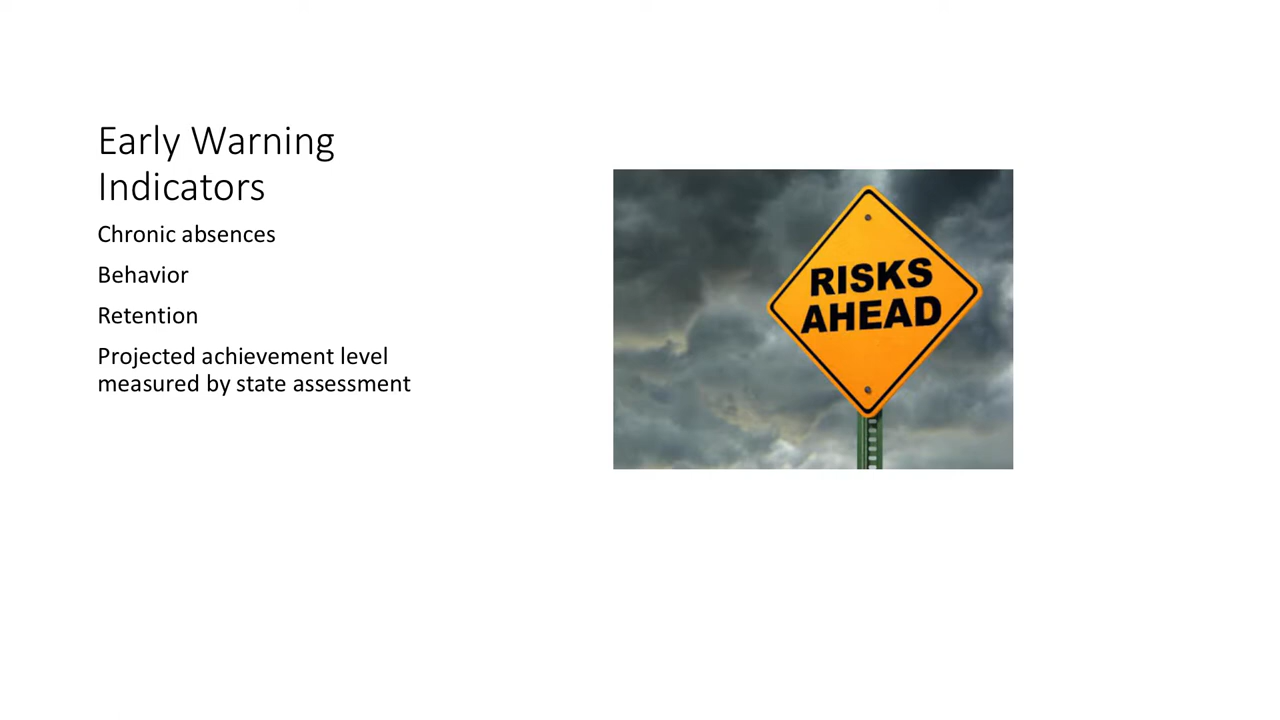 Early Warning
Indicators
Chronic absences
Behavior
Retention
Projected achievement level
measured by state assessment
RISKS
AHEAD